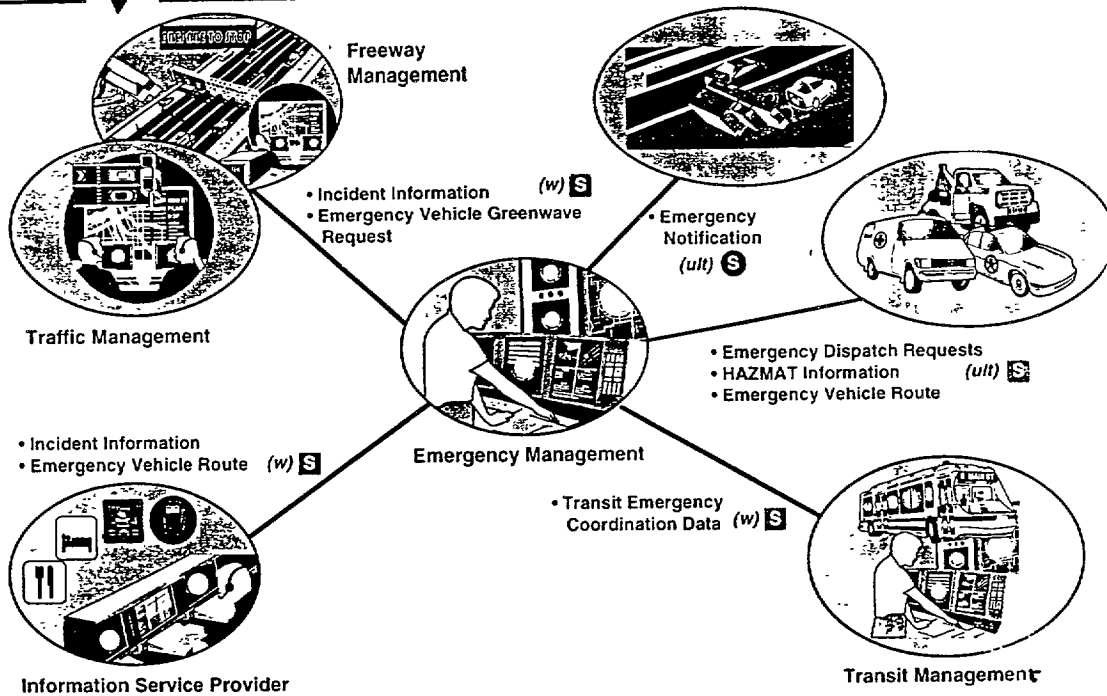 Freeway
Management
• Incident Information (w) S
• Emergency Vehicle Greenwave
Request
• Emergency
Notification
(ult) S
Traffic Management
• Emergency Dispatch Requests
• HAZMAT Information (ult) S
• Emergency Vehicle Route
• Incident Information
• Emergency Vehicle Route (w) S
Emergency Management
• Transit Emergency
Coordination Data (w) S
Information Service Provider
Transit Management